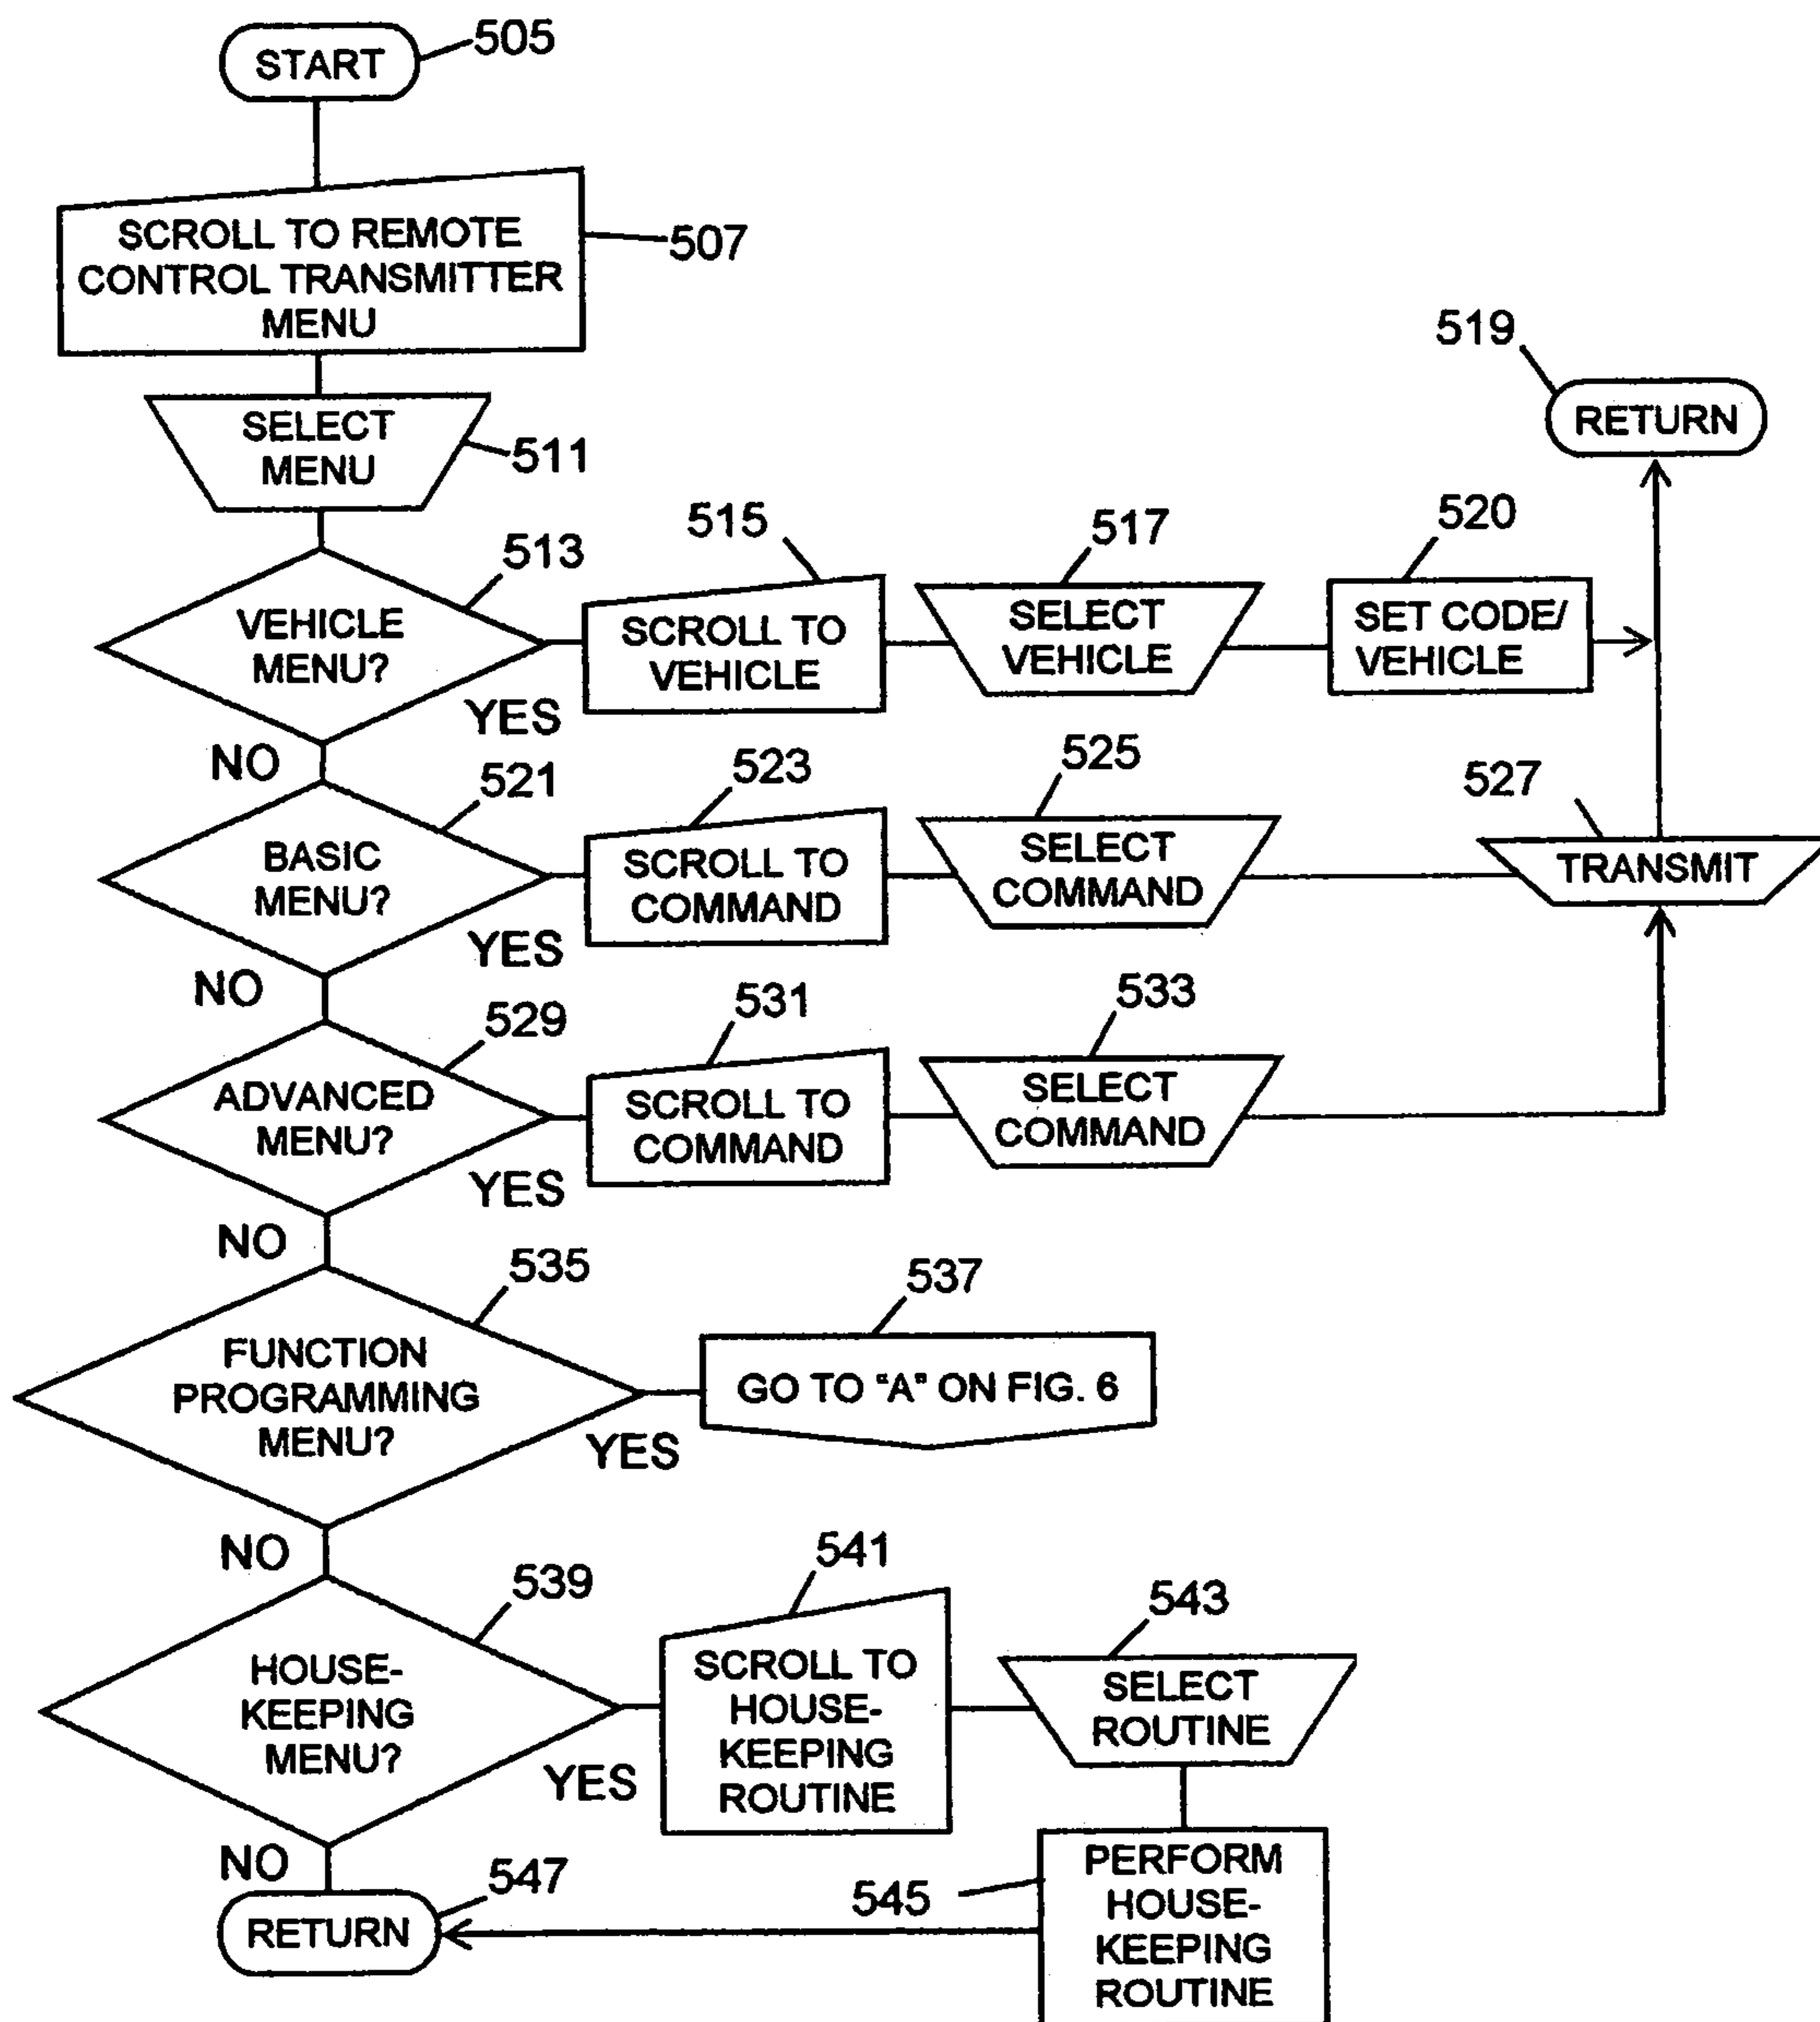 START
505
SCROLL TO REMOTE
CONTROL TRANSMITTER
MENU
507
SELECT
MENU
511
519
RETURN
VEHICLE
MENU?
513
YES
NO
515
SCROLL TO
VEHICLE
517
SELECT
VEHICLE
520
SET CODE/
VEHICLE
BASIC
MENU?
521
YES
NO
523
SCROLL TO
COMMAND
525
SELECT
COMMAND
527
TRANSMIT
ADVANCED
MENU?
529
YES
NO
531
SCROLL TO
COMMAND
533
SELECT
COMMAND
FUNCTION
PROGRAMMING
MENU?
535
YES
NO
537
GO TO "A" ON FIG. 6
HOUSE-
KEEPING
MENU?
539
YES
NO
541
SCROLL TO
HOUSE-
KEEPING
ROUTINE
543
SELECT
ROUTINE
545
PERFORM
HOUSE-
KEEPING
ROUTINE
547
RETURN